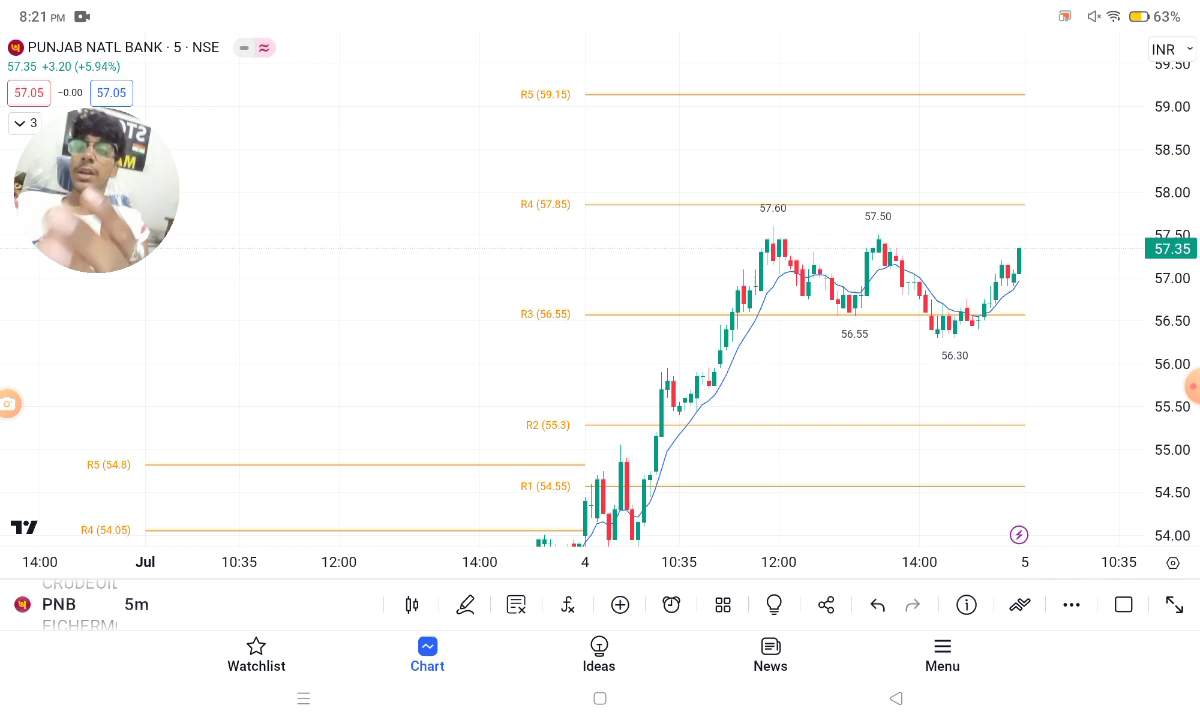 8:21 PM
63%
PUNJAB NATL BANK · 5 · NSE
INR
59.50
57.35 +3.20 (+5.94%)
57.05 −0.00 57.05
3
R5 (59.15)
59.00
58.50
58.00
R4 (57.85)
57.60
57.50
57.50
57.35
57.00
R3 (56.55)
56.50
56.55
56.30
56.00
55.50
R2 (55.3)
55.00
R5 (54.8)
R1 (54.55)
54.50
R4 (54.05)
54.00
14:00 Jul 10:35 12:00 14:00 4 10:35 12:00 14:00 5 10:35
CRUDEOIL
PNB 5m
Watchlist Chart Ideas News Menu